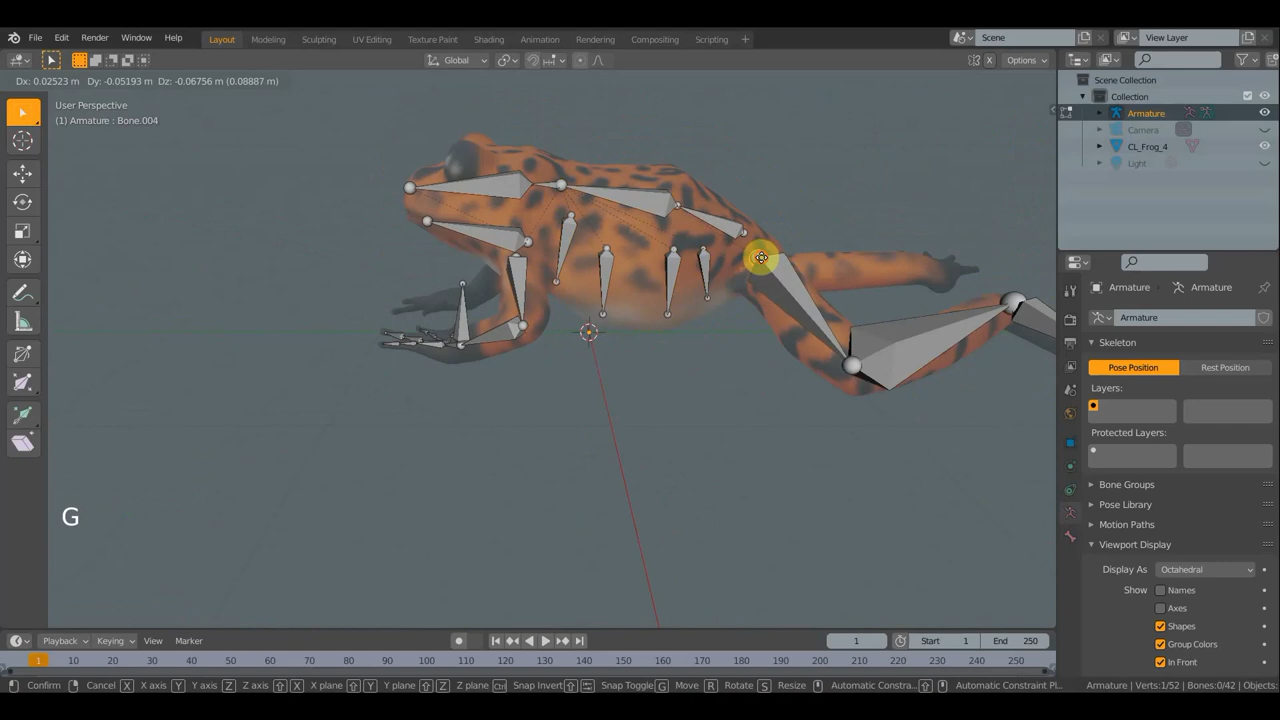 File Edit Render Window Help Layout Modeling Sculpting UV Editing Texture Paint Shading Animation Rendering Compositing Scripting + Scene View Layer
Global X Options
Dx: 0.02523 m Dy: -0.05193 m Dz: -0.06756 m (0.08887 m)
User Perspective
(1) Armature : Bone.004
G
Scene Collection
Collection
Armature
Camera
CL_Frog_4
Light
Armature Armature
Armature
Skeleton
Pose Position Rest Position
Layers:
Protected Layers:
Bone Groups
Pose Library
Motion Paths
Viewport Display
Display As Octahedral
Show Names
Axes
Shapes
Group Colors
In Front
Playback Keying View Marker 1 Start 1 End 250
1 10 20 30 40 50 60 70 80 90 100 110 120 130 140 150 160 170 180 190 200 210 220 230 240 250
Confirm Cancel X X axis Y Y axis Z Z axis X X plane Y Y plane Z Z plane Ctrl Snap Invert Snap Toggle G Move R Rotate S Resize Automatic Constra... Automatic Constraint Pl... Armature | Verts:1/52 | Bones:0/42 | Objects: